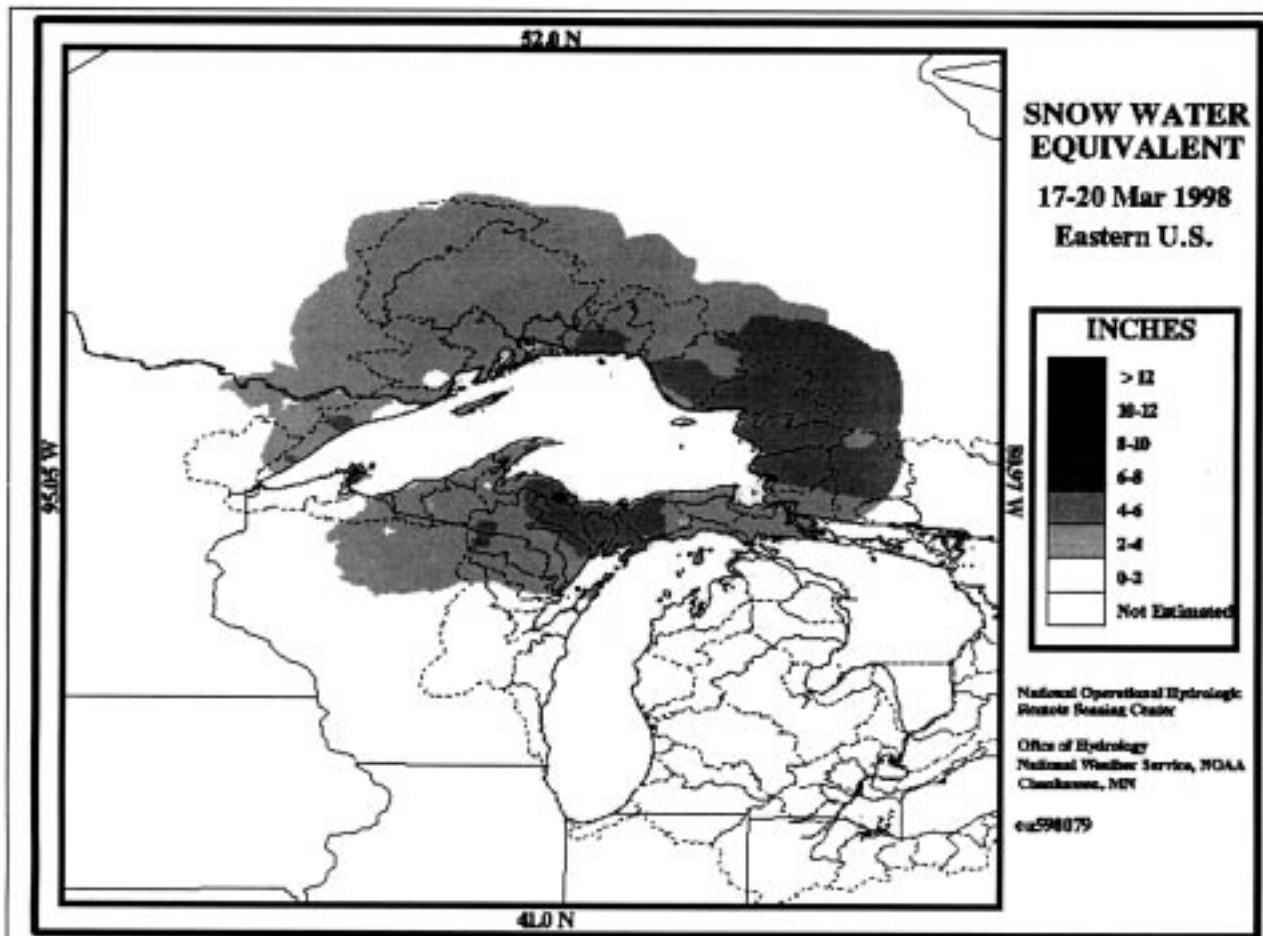 52.0 N
SNOW WATER
EQUIVALENT
17-20 Mar 1998
Eastern U.S.
INCHES
> 12
10-12
8-10
6-8
4-6
2-4
0-2
Not Estimated
95.05 W
41.0 N
National Operational Hydrologic
Remote Sensing Center
Office of Hydrology
National Weather Service, NOAA
Chanhassen, MN